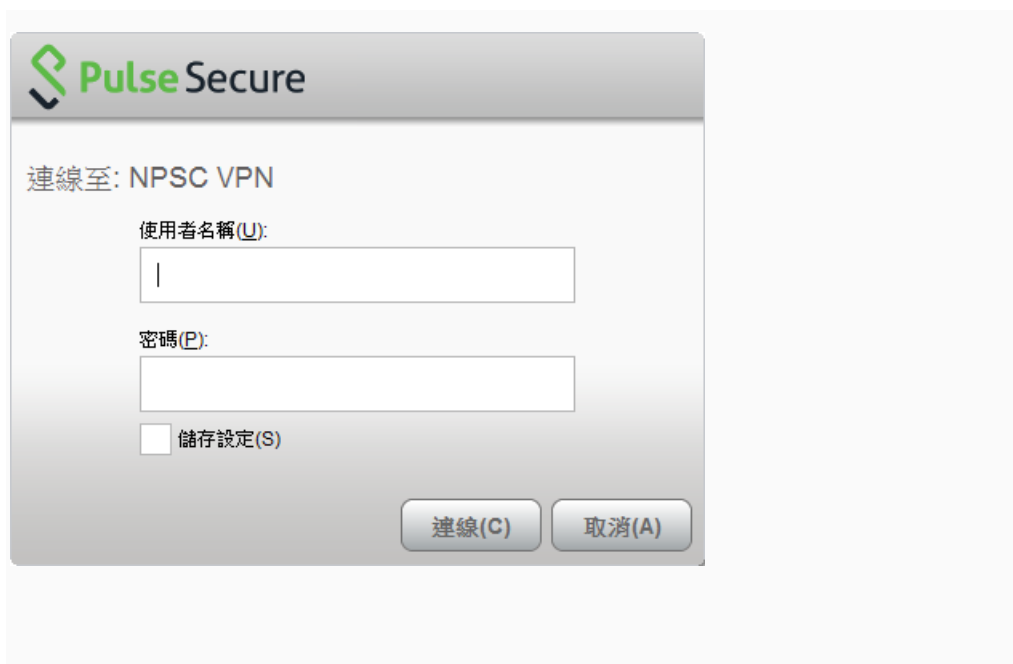 Pulse Secure
連線至: NPSC VPN
使用者名稱(U):
密碼(P):
儲存設定(S)
連線(C)
取消(A)